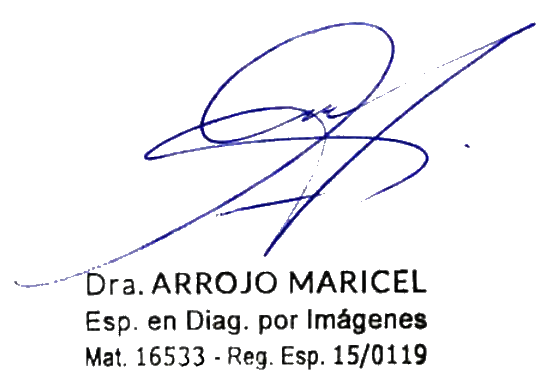 Dra. ARROJO MARICEL
Esp. en Diag. por Imágenes
Mat. 16533 - Reg. Esp. 15/0119